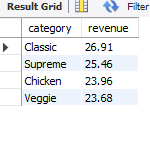 Result Grid Filter
category revenue
Classic 26.91
Supreme 25.46
Chicken 23.96
Veggie 23.68